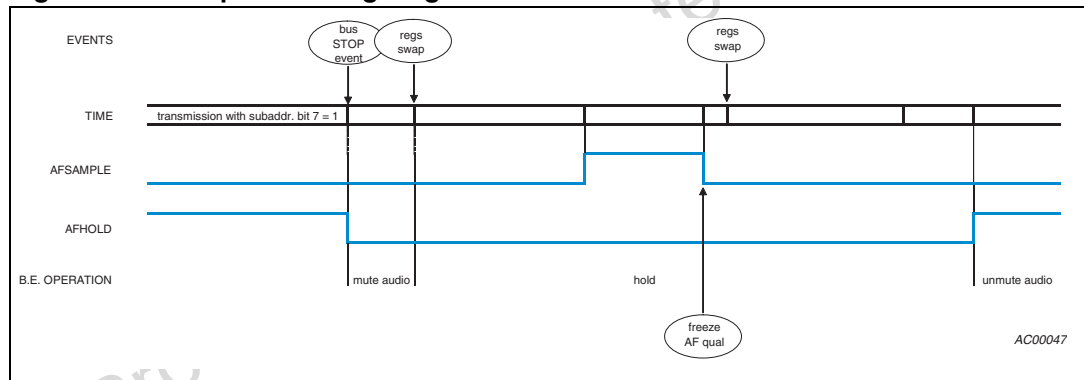 EVENTS
bus
STOP
event
regs
swap
regs
swap
TIME
transmission with subaddr. bit 7 = 1
AFSAMPLE
AFHOLD
B.E. OPERATION
mute audio
hold
unmute audio
freeze
AF qual
AC00047